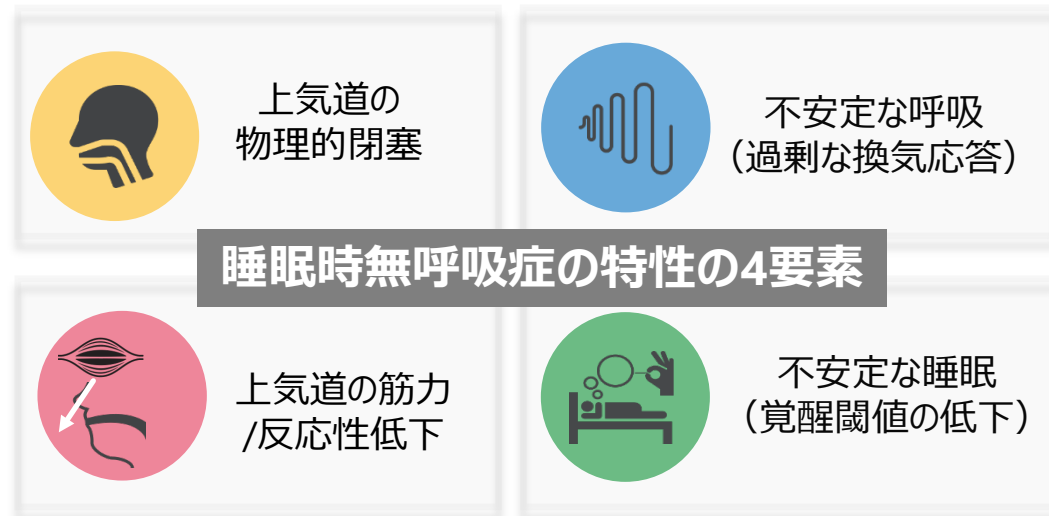 上気道の
物理的閉塞
不安定な呼吸
（過剰な換気応答）
睡眠時無呼吸症の特性の4要素
上気道の筋力
/反応性低下
不安定な睡眠
（覚醒閾値の低下）